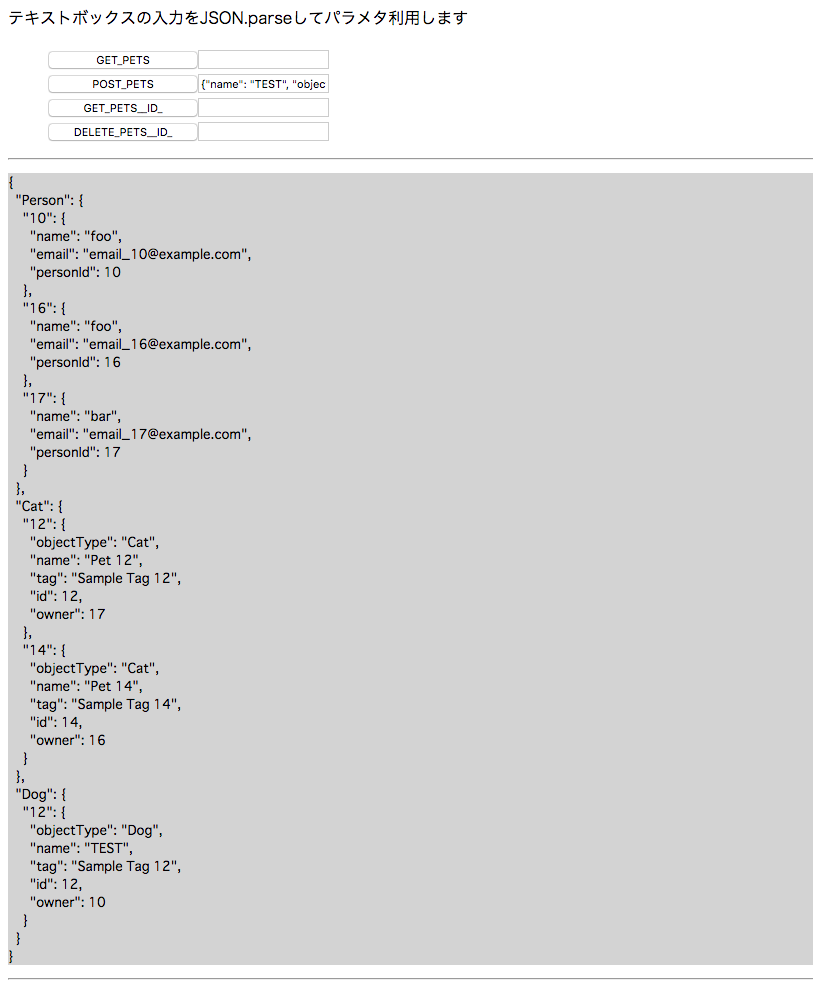 テキストボックスの入力をJSON.parseしてパラメタ利用します
GET_PETS
POST_PETS {"name": "TEST", "objec
GET_PETS__ID_
DELETE_PETS__ID_
{
  "Person": {
    "10": {
      "name": "foo",
      "email": "email_10@example.com",
      "personId": 10
    },
    "16": {
      "name": "foo",
      "email": "email_16@example.com",
      "personId": 16
    },
    "17": {
      "name": "bar",
      "email": "email_17@example.com",
      "personId": 17
    }
  },
  "Cat": {
    "12": {
      "objectType": "Cat",
      "name": "Pet 12",
      "tag": "Sample Tag 12",
      "id": 12,
      "owner": 17
    },
    "14": {
      "objectType": "Cat",
      "name": "Pet 14",
      "tag": "Sample Tag 14",
      "id": 14,
      "owner": 16
    }
  },
  "Dog": {
    "12": {
      "objectType": "Dog",
      "name": "TEST",
      "tag": "Sample Tag 12",
      "id": 12,
      "owner": 10
    }
  }
}